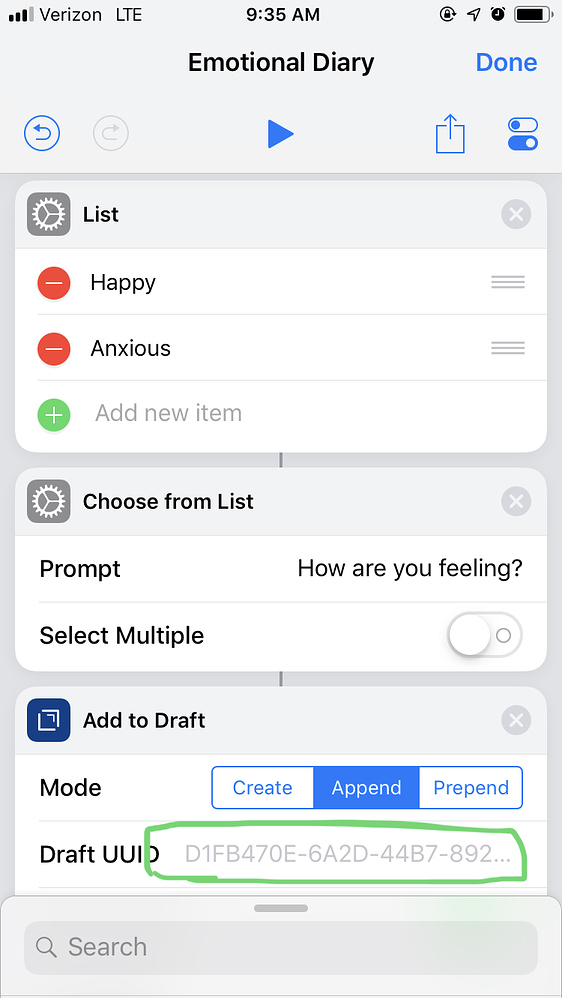 Verizon LTE 9:35 AM
Emotional Diary Done
List
Happy
Anxious
Add new item
Choose from List
Prompt How are you feeling?
Select Multiple
Add to Draft
Mode Create Append Prepend
Draft UUID D1FB470E-6A2D-44B7-892...
Search